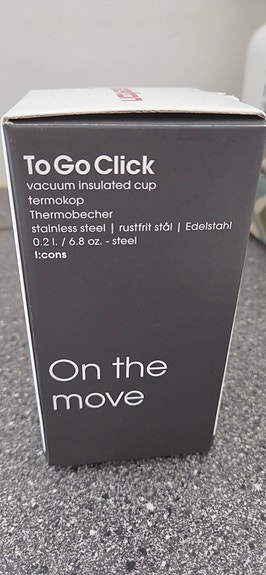 To Go Click
vacuum insulated cup
termokop
Thermobecher
stainless steel | rustfrit stål | Edelstahl
0.2 l. / 6.8 oz. - steel
I:cons
On the
move